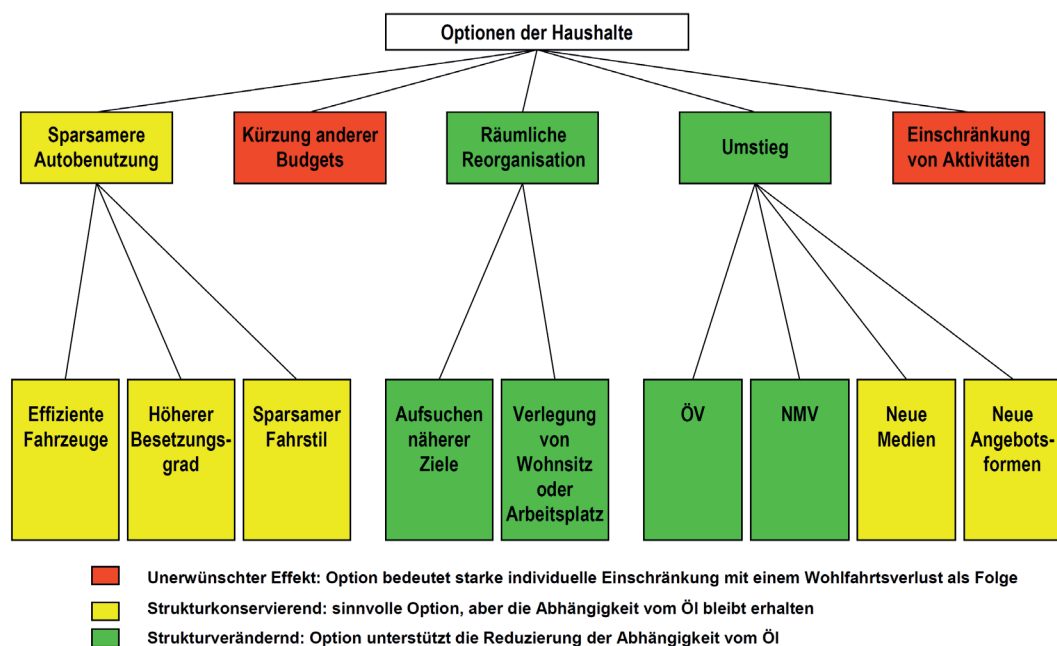 Optionen der Haushalte
Sparsamere
Autobenutzung
Kürzung anderer
Budgets
Räumliche
Reorganisation
Umstieg
Einschränkung
von Aktivitäten
Effiziente
Fahrzeuge
Höherer
Besetzungs-
grad
Sparsamer
Fahrstil
Aufsuchen
näherer
Ziele
Verlegung
von
Wohnsitz
oder
Arbeitsplatz
ÖV
NMV
Neue
Medien
Neue
Angebots-
formen
Unerwünschter Effekt: Option bedeutet starke individuelle Einschränkung mit einem Wohlfahrtsverlust als Folge
Strukturkonservierend: sinnvolle Option, aber die Abhängigkeit vom Öl bleibt erhalten
Strukturverändernd: Option unterstützt die Reduzierung der Abhängigkeit vom Öl